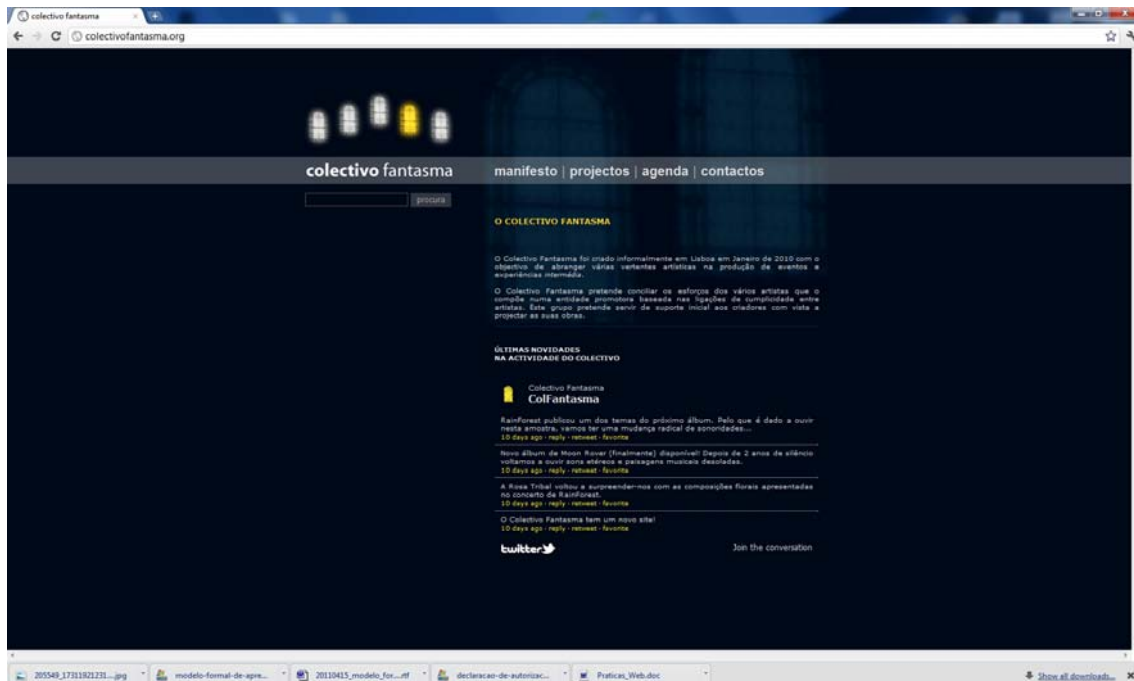 colectivo fantasma
colectivofantasma.org
colectivo fantasma
manifesto | projectos | agenda | contactos
procura
O COLECTIVO FANTASMA
O Colectivo Fantasma foi criado informalmente em Lisboa em Janeiro de 2010 com o
objectivo de abranger várias vertentes artísticas na produção de eventos e
experiências intermédia.
O Colectivo Fantasma pretende conciliar os esforços dos vários artistas que o
compõe numa entidade promotora baseada nas ligações de cumplicidade entre
artistas. Este grupo pretende servir de suporte inicial aos criadores com vista a
projectar as suas obras.
ÚLTIMAS NOVIDADES
NA ACTIVIDADE DO COLECTIVO
Colectivo Fantasma
ColFantasma
RainForest publicou um dos temas do próximo álbum. Pelo que é dado a ouvir
nesta amostra, vamos ter uma mudança radical de sonoridades...
10 days ago · reply · retweet · favorite
Novo álbum de Moon Rover (finalmente) disponível! Depois de 2 anos de silêncio
voltamos a ouvir sons etéreos e paisagens musicais desoladas.
10 days ago · reply · retweet · favorite
A Rosa Tribal voltou a surpreender-nos com as composições florais apresentadas
no concerto de RainForest.
10 days ago · reply · retweet · favorite
O Colectivo Fantasma tem um novo site!
10 days ago · reply · retweet · favorite
twitter
Join the conversation
205549_17311921231....jpg
modelo-formal-de-apre...
20110415_modelo_for....rtf
declaracao-de-autorizac...
Praticas_Web.doc
Show all downloads...